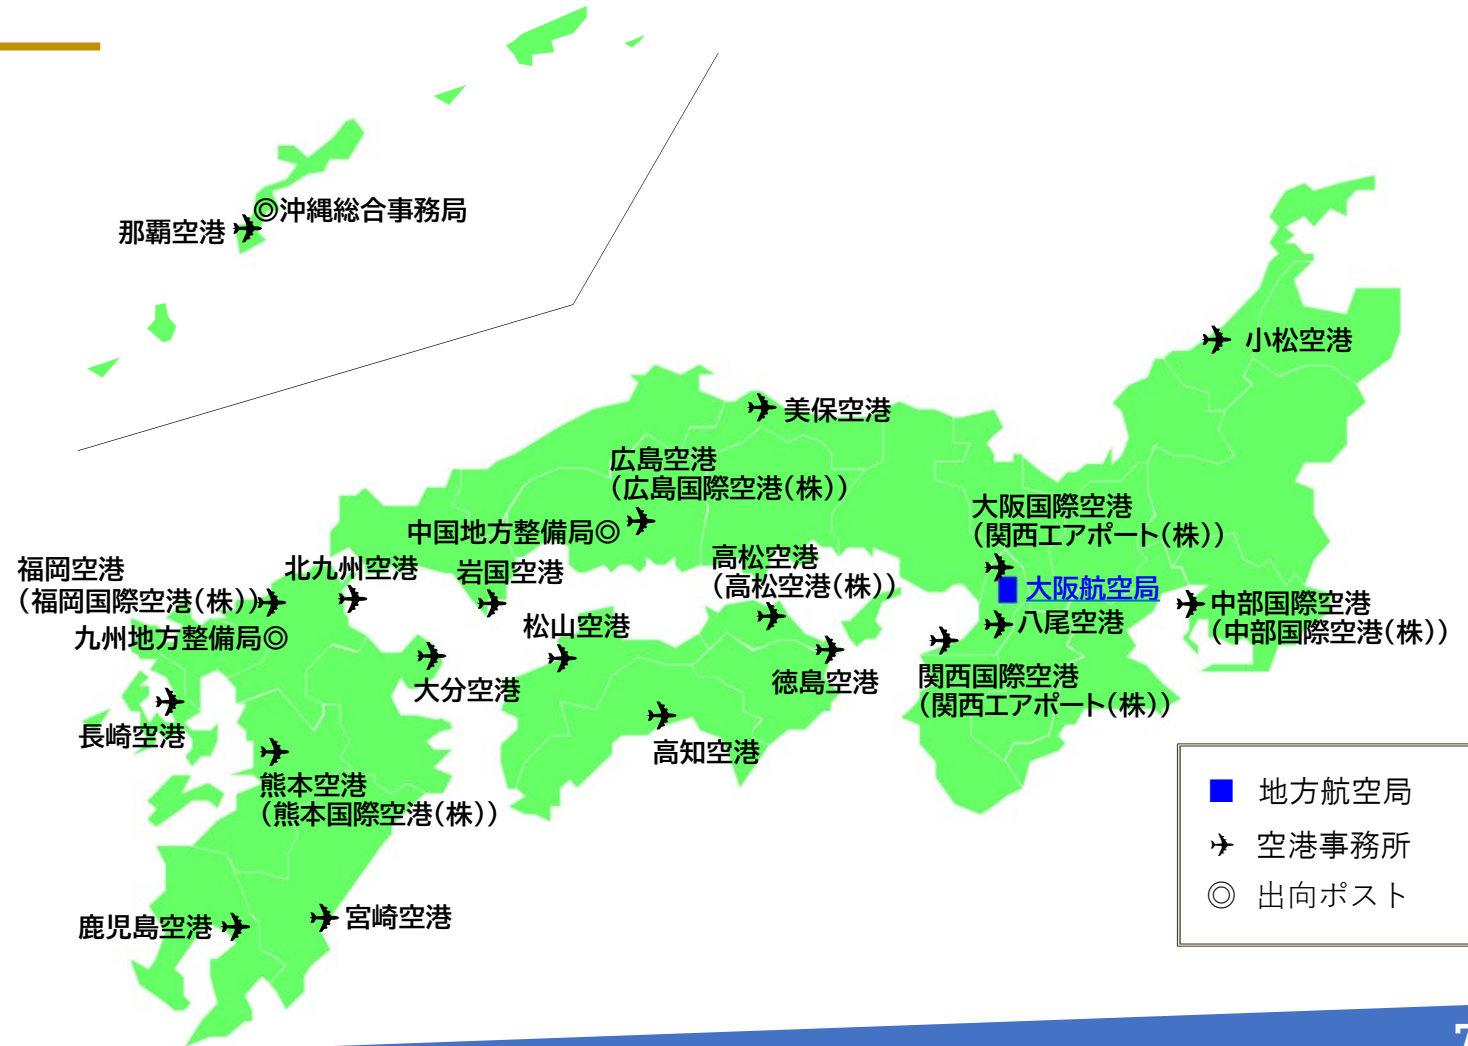 ◎沖縄総合事務局
那覇空港
小松空港
美保空港
広島空港
(広島国際空港(株))
中国地方整備局◎
大阪国際空港
(関西エアポート(株))
福岡空港
(福岡国際空港(株))
北九州空港
岩国空港
高松空港
(高松空港(株))
大阪航空局
九州地方整備局◎
松山空港
八尾空港
中部国際空港
(中部国際空港(株))
大分空港
徳島空港
関西国際空港
(関西エアポート(株))
長崎空港
高知空港
熊本空港
(熊本国際空港(株))
鹿児島空港
宮崎空港
地方航空局
空港事務所
◎ 出向ポスト
7